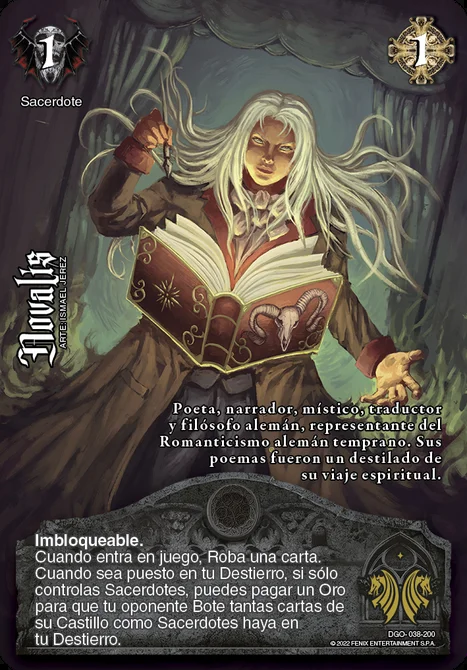 1
1
Sacerdote
Novalis
ARTE: ISMAEL JEREZ
Poeta, narrador, místico, traductor
y filósofo alemán, representante del
Romanticismo alemán temprano. Sus
poemas fueron un destilado de
su viaje espiritual.
Imbloqueable.
Cuando entra en juego, Roba una carta.
Cuando sea puesto en tu Destierro, si sólo
controlas Sacerdotes, puedes pagar un Oro
para que tu oponente Bote tantas cartas de
su Castillo como Sacerdotes haya en
tu Destierro.
DGO- 038-200
© 2022 FENIX ENTERTAINMENT S.P.A.